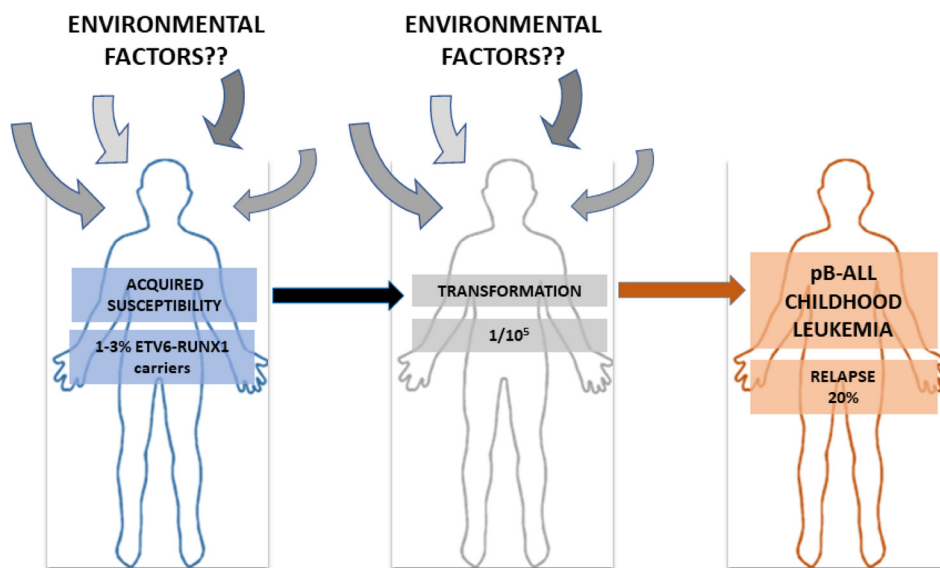 ENVIRONMENTAL
FACTORS??
ENVIRONMENTAL
FACTORS??
ACQUIRED
SUSCEPTIBILITY
1-3% ETV6-RUNX1
carriers
TRANSFORMATION
1/10⁵
pB-ALL
CHILDHOOD
LEUKEMIA
RELAPSE
20%